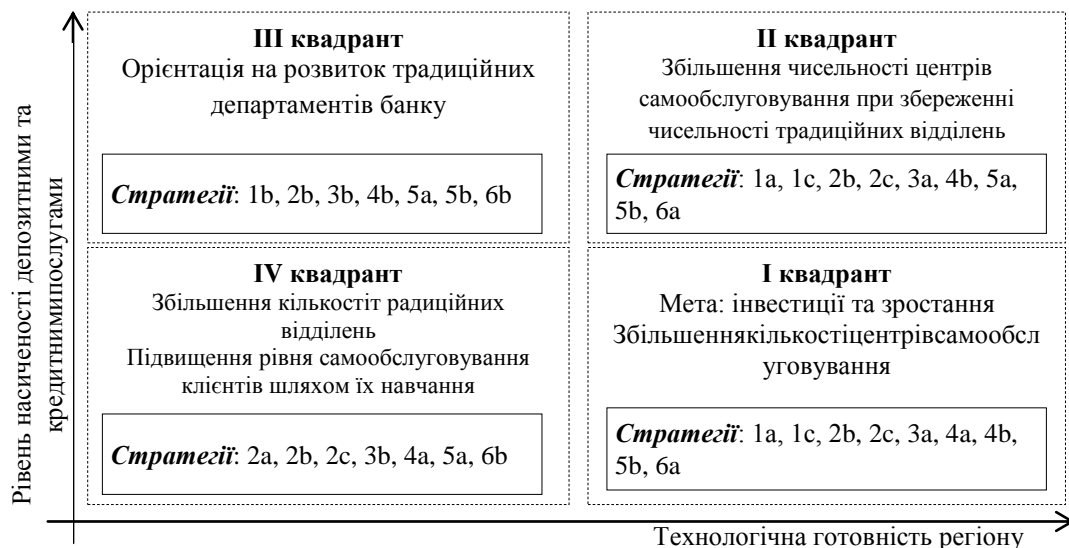 Рівень насиченості депозитними та
кредитнимипослугами
III квадрант
Орієнтація на розвиток традиційних
департаментів банку
Стратегії: 1b, 2b, 3b, 4b, 5a, 5b, 6b
II квадрант
Збільшення чисельності центрів
самообслуговування при збереженні
чисельності традиційних відділень
Стратегії: 1a, 1c, 2b, 2c, 3a, 4b, 5a,
5b, 6a
IV квадрант
Збільшення кількостіт радиційних
відділень
Підвищення рівня самообслуговування
клієнтів шляхом їх навчання
Стратегії: 2a, 2b, 2c, 3b, 4a, 5a, 6b
I квадрант
Мета: інвестиції та зростання
Збільшеннякількостіцентрівсамообсл
уговування
Стратегії: 1a, 1c, 2b, 2c, 3a, 4a, 4b,
5b, 6a
Технологічна готовність регіону